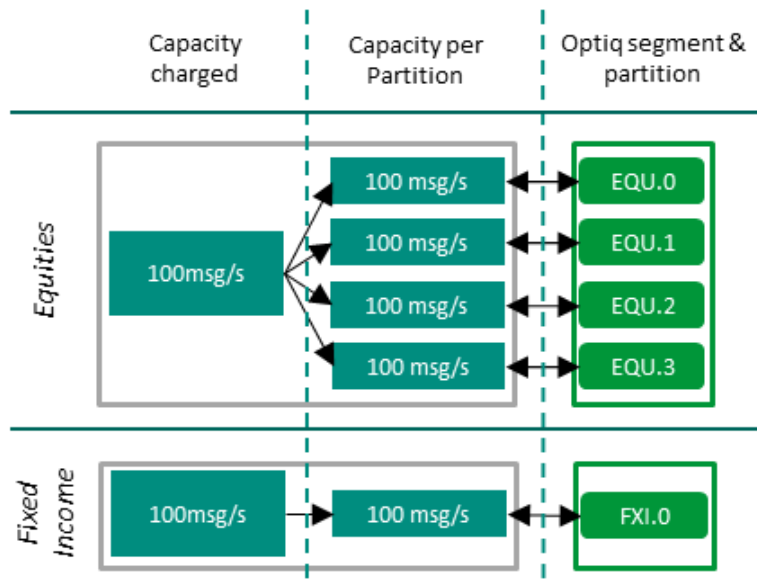 Capacity
charged
Capacity per
Partition
Optiq segment &
partition
Equities
100msg/s
100 msg/s
EQU.0
100 msg/s
EQU.1
100 msg/s
EQU.2
100 msg/s
EQU.3
Fixed
Income
100msg/s
100 msg/s
FXI.0